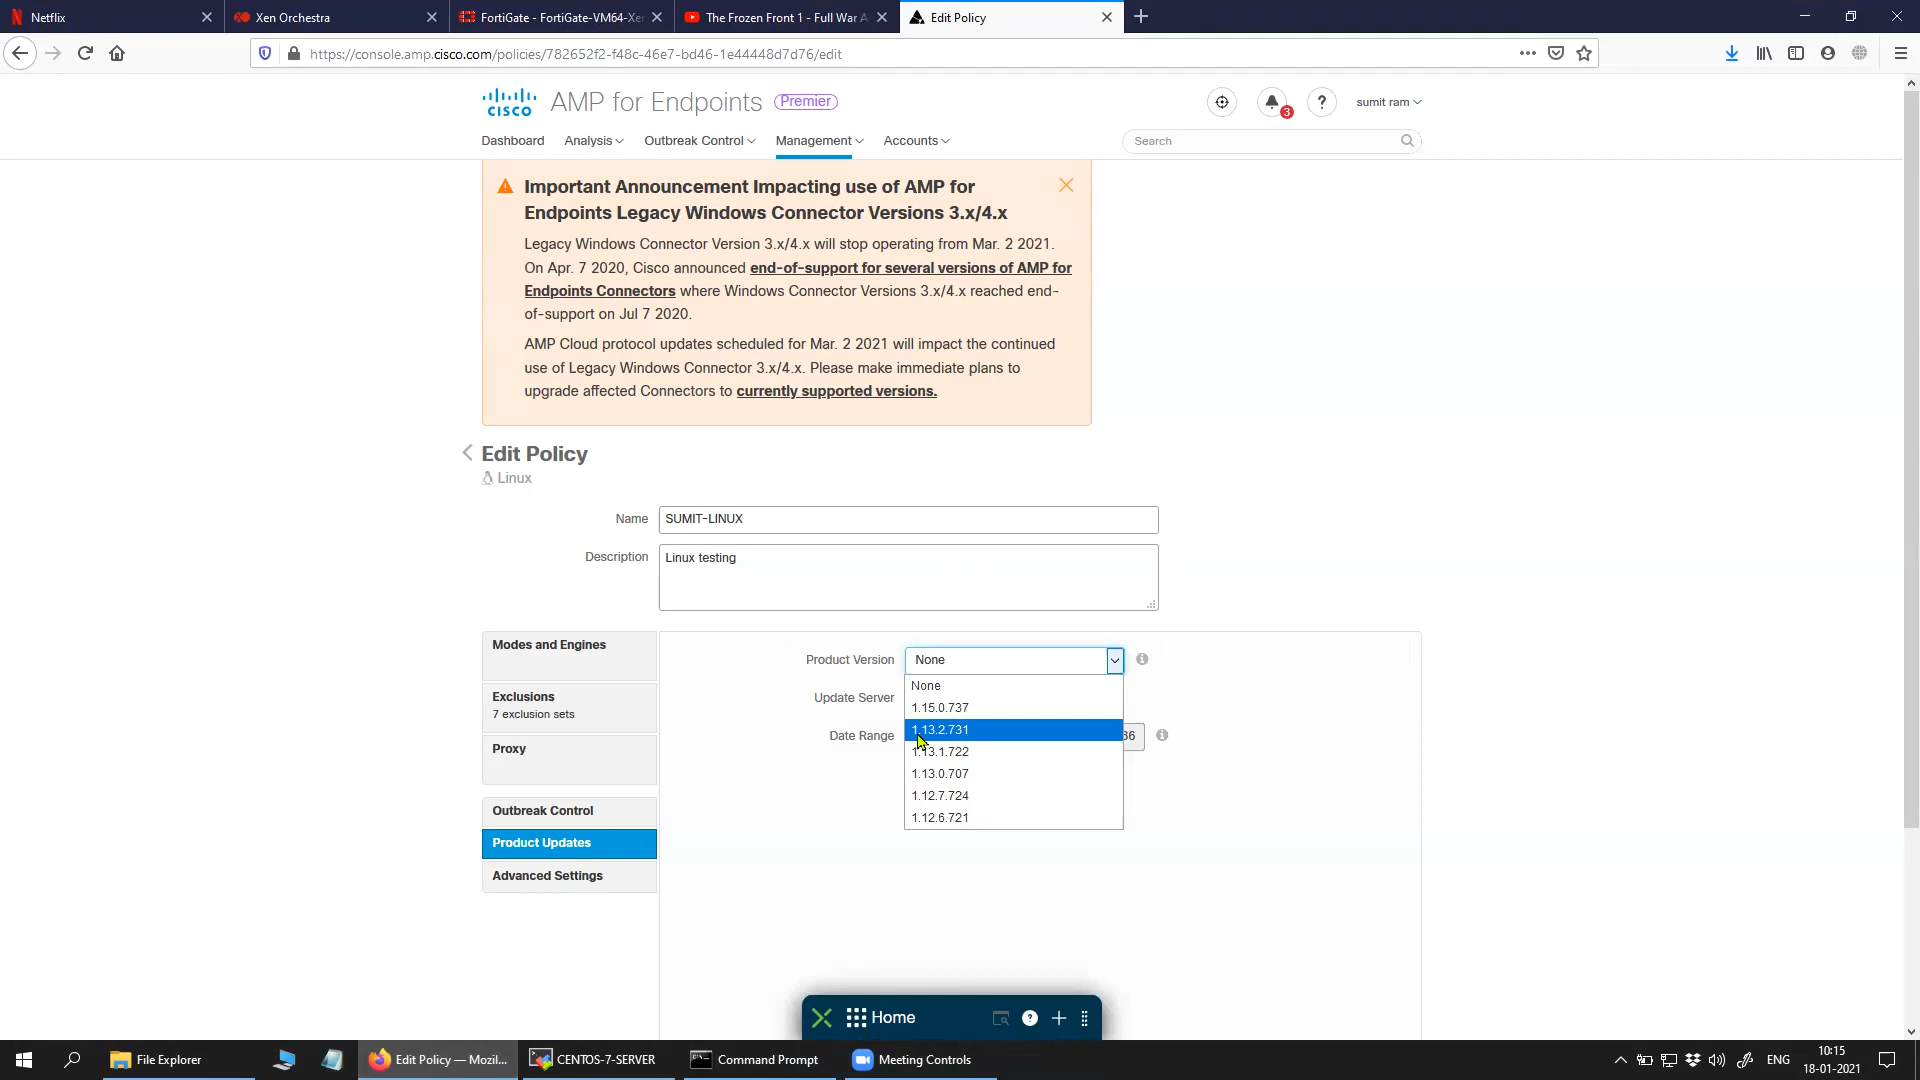 Netflix
Xen Orchestra
FortiGate - FortiGate-VM64-Xen
The Frozen Front 1 - Full War A
Edit Policy
https://console.amp.cisco.com/policies/782652f2-f48c-46e7-bd46-1e44448d7d76/edit
CISCO
AMP for Endpoints
Premier
3
?
sumit ram
Dashboard
Analysis
Outbreak Control
Management
Accounts
Search
Important Announcement Impacting use of AMP for
Endpoints Legacy Windows Connector Versions 3.x/4.x
Legacy Windows Connector Version 3.x/4.x will stop operating from Mar. 2 2021.
On Apr. 7 2020, Cisco announced end-of-support for several versions of AMP for
Endpoints Connectors where Windows Connector Versions 3.x/4.x reached end-
of-support on Jul 7 2020.
AMP Cloud protocol updates scheduled for Mar. 2 2021 will impact the continued
use of Legacy Windows Connector 3.x/4.x. Please make immediate plans to
upgrade affected Connectors to currently supported versions.
Edit Policy
Linux
Name
SUMIT-LINUX
Description
Linux testing
Modes and Engines
Exclusions
7 exclusion sets
Proxy
Outbreak Control
Product Updates
Advanced Settings
Product Version
None
Update Server
Date Range
36
None
1.15.0.737
1.13.2.731
1.13.1.722
1.13.0.707
1.12.7.724
1.12.6.721
Home
?
File Explorer
Edit Policy — Mozil...
CENTOS-7-SERVER
Command Prompt
Meeting Controls
ENG
10:15
18-01-2021